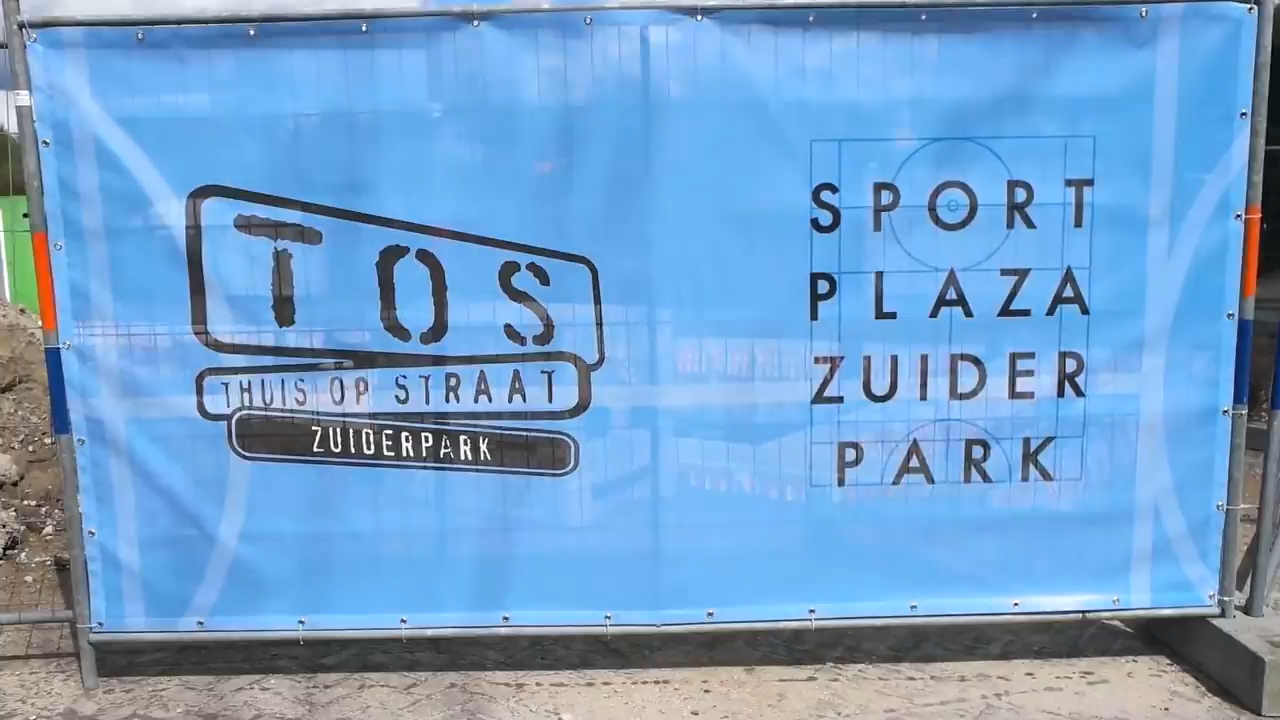 TOS
THUIS OP STRAAT
ZUIDERPARK
SPORT
PLAZA
ZUIDER
PARK